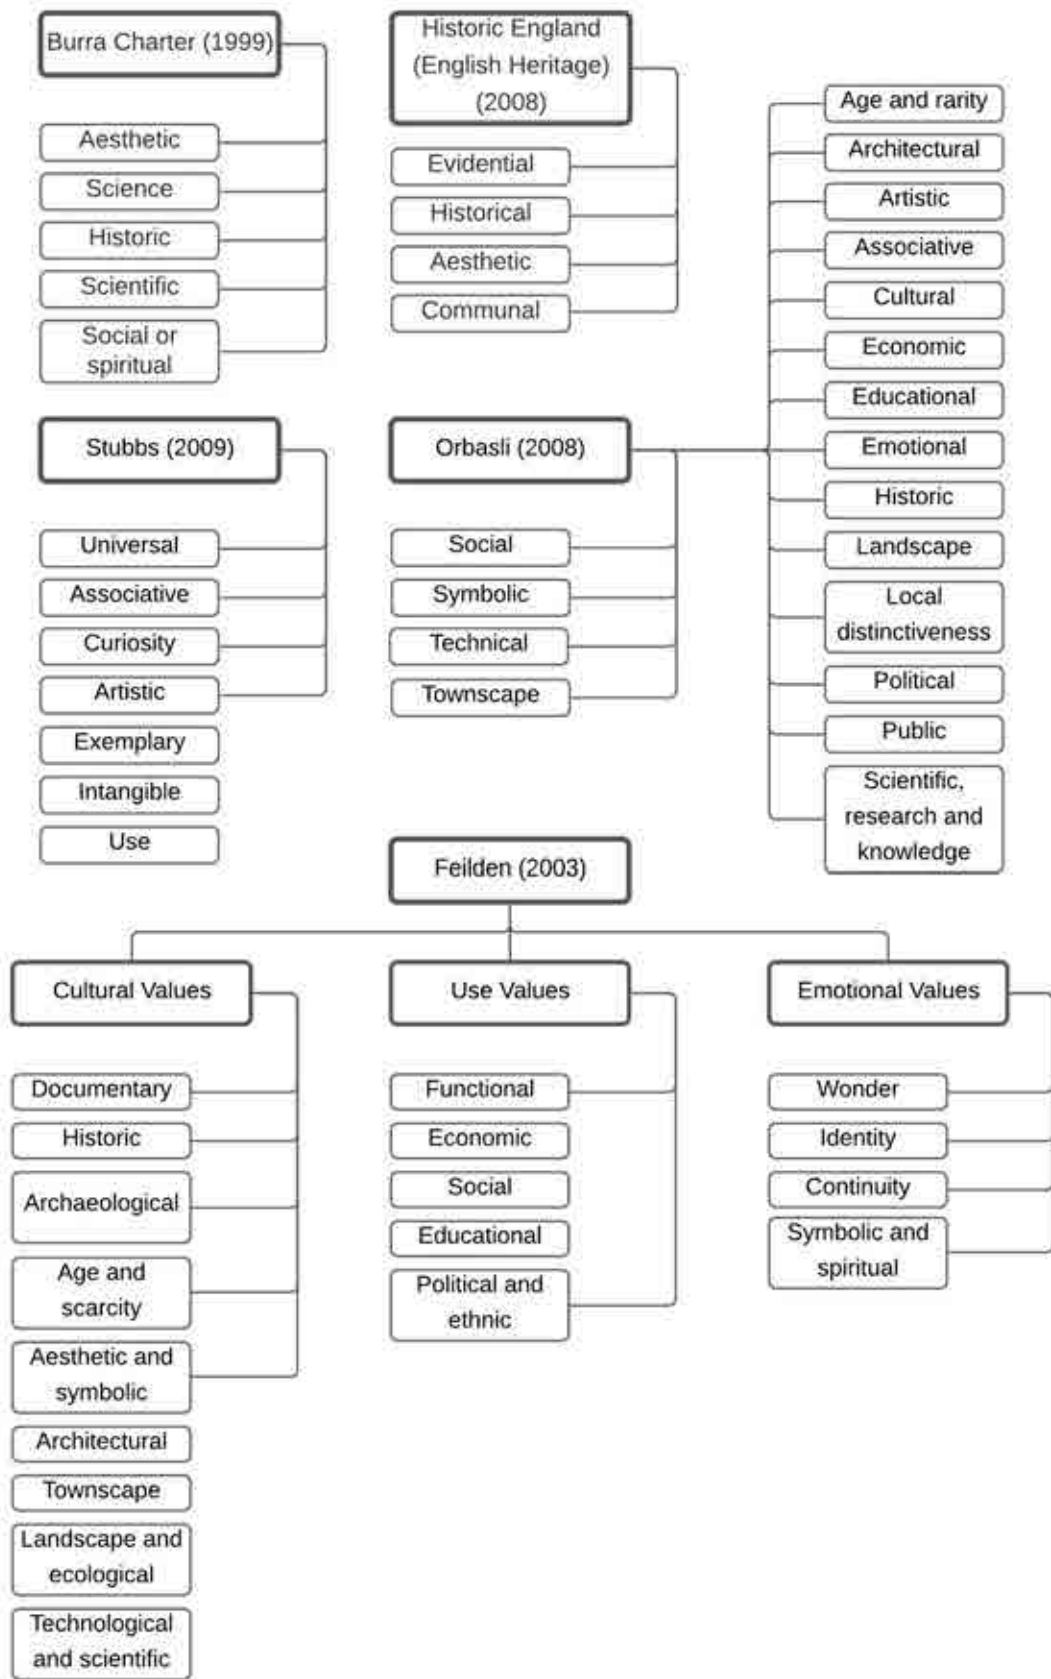 Burra Charter (1999)
Aesthetic
Science
Historic
Scientific
Social or
spiritual
Historic England
(English Heritage)
(2008)
Evidential
Historical
Aesthetic
Communal
Stubbs (2009)
Universal
Associative
Curiosity
Artistic
Exemplary
Intangible
Use
Orbasli (2008)
Social
Symbolic
Technical
Townscape
Age and rarity
Architectural
Artistic
Associative
Cultural
Economic
Educational
Emotional
Historic
Landscape
Local
distinctiveness
Political
Public
Scientific,
research and
knowledge
Feilden (2003)
Cultural Values
Documentary
Historic
Archaeological
Age and
scarcity
Aesthetic and
symbolic
Architectural
Townscape
Landscape and
ecological
Technological
and scientific
Use Values
Functional
Economic
Social
Educational
Political and
ethnic
Emotional Values
Wonder
Identity
Continuity
Symbolic and
spiritual